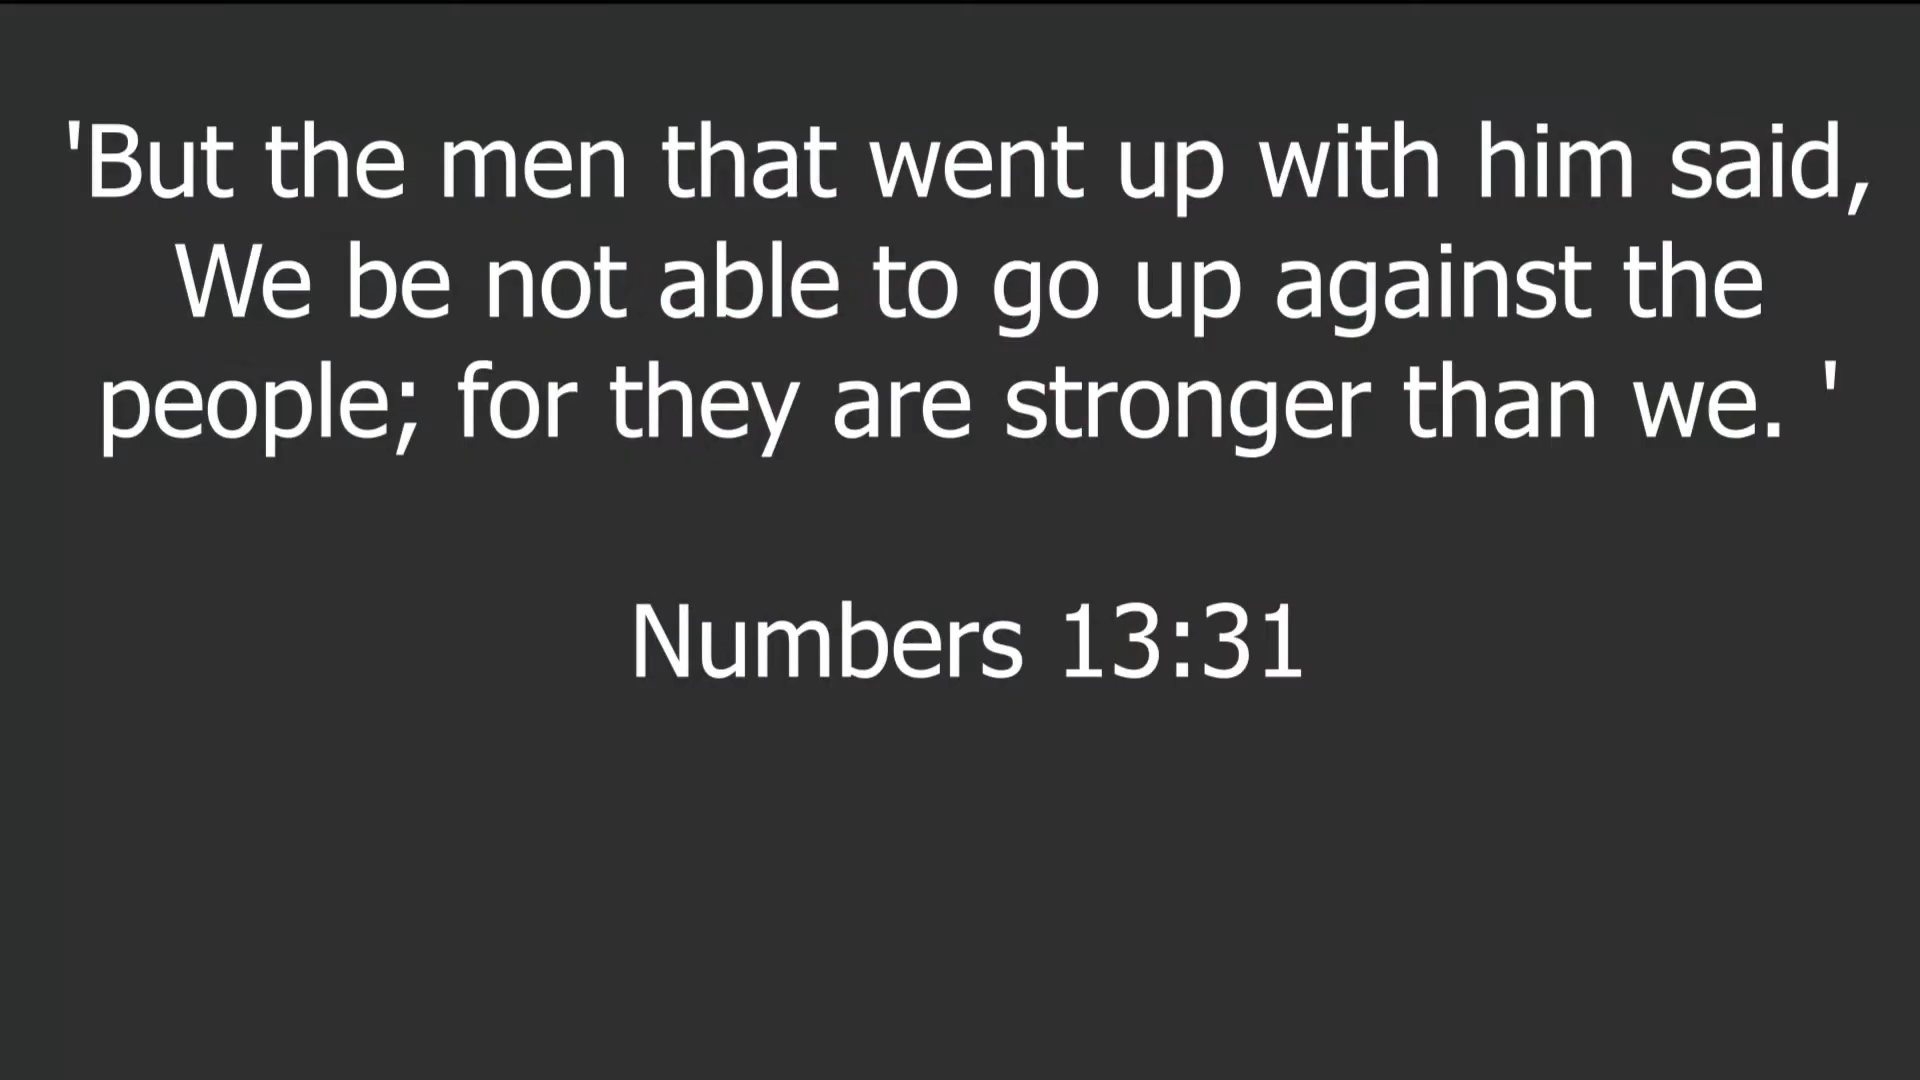 'But the men that went up with him said,
We be not able to go up against the
people; for they are stronger than we. '
Numbers 13:31